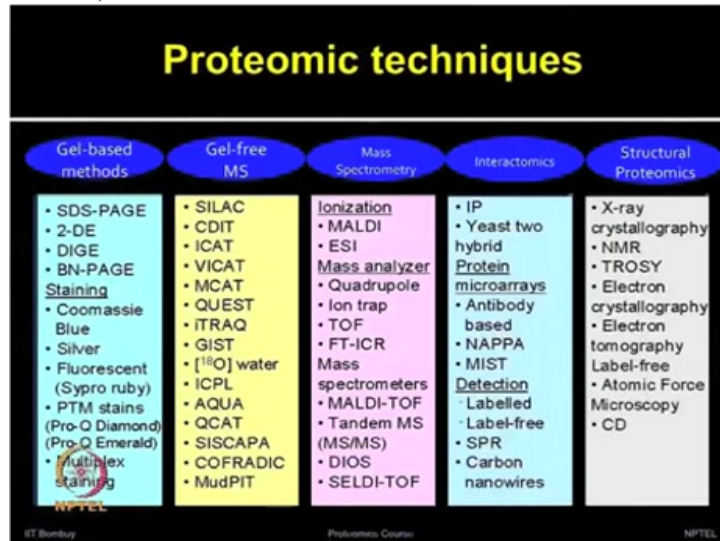 Proteomic techniques
Gel-based
methods
• SDS-PAGE
• 2-DE
• DIGE
• BN-PAGE
Staining
• Coomassie
Blue
• Silver
• Fluorescent
(Sypro ruby)
• PTM stains
(Pro-Q Diamond)
(Pro-Q Emerald)
• Multiplex
staining
Gel-free
MS
• SILAC
• CDIT
• ICAT
• VICAT
• MCAT
• QUEST
• iTRAQ
• GIST
• [¹⁸O] water
• ICPL
• AQUA
• QCAT
• SISCAPA
• COFRADIC
• MudPIT
Mass
Spectrometry
Ionization
• MALDI
• ESI
Mass analyzer
• Quadrupole
• Ion trap
• TOF
• FT-ICR
Mass
spectrometers
• MALDI-TOF
• Tandem MS
(MS/MS)
• DIOS
• SELDI-TOF
Interactomics
• IP
• Yeast two
hybrid
Protein
microarrays
• Antibody
based
• NAPPA
• MIST
Detection
· Labelled
· Label-free
• SPR
• Carbon
nanowires
Structural
Proteomics
• X-ray
crystallography
• NMR
• TROSY
• Electron
crystallography
• Electron
tomography
Label-free
• Atomic Force
Microscopy
• CD
NPTEL
IIT Bombay
Proteomics Course
NPTEL